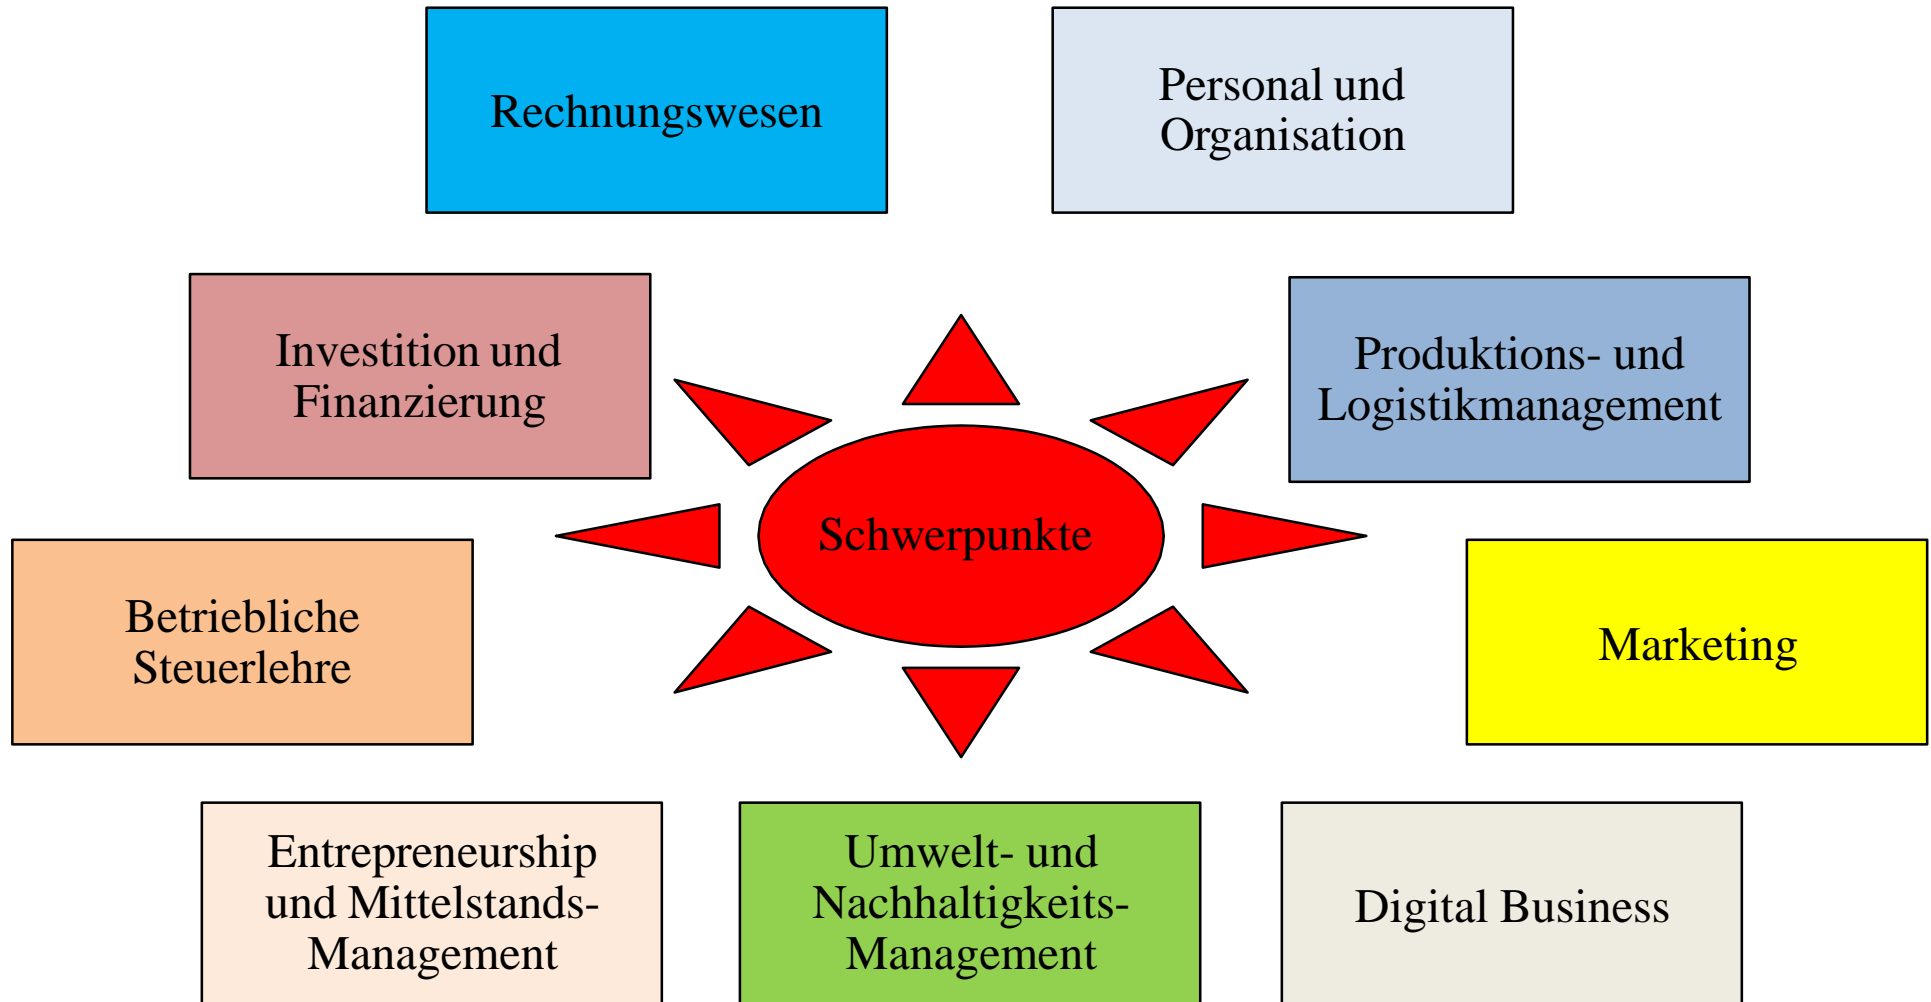 Rechnungswesen
Personal und
Organisation
Investition und
Finanzierung
Produktions- und
Logistikmanagement
Schwerpunkte
Betriebliche
Steuerlehre
Marketing
Entrepreneurship
und Mittelstands-
Management
Umwelt- und
Nachhaltigkeits-
Management
Digital Business